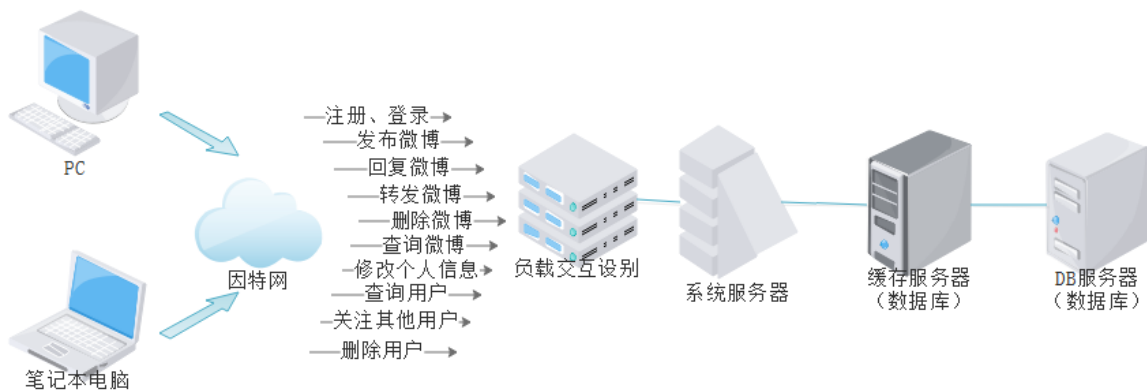 PC
笔记本电脑
因特网
注册、登录
发布微博
回复微博
转发微博
删除微博
查询微博
修改个人信息
查询用户
关注其他用户
删除用户
负载交互设别
系统服务器
缓存服务器
（数据库）
DB服务器
（数据库）